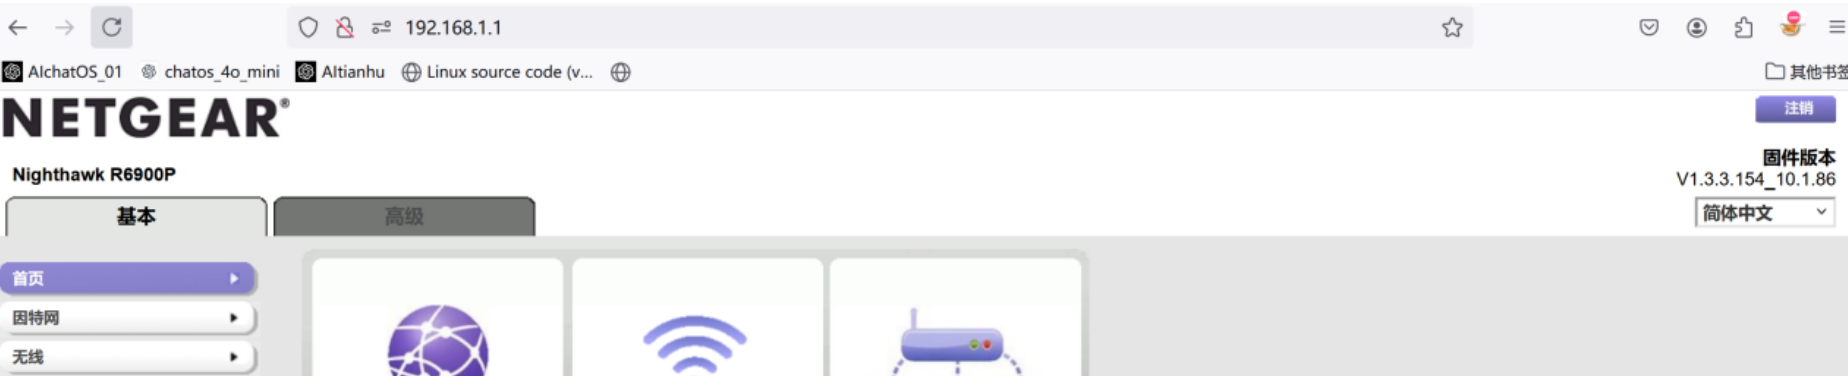 192.168.1.1
AIchatOS_01 chatos_4o_mini AItianhu Linux source code (v... 其他书签
NETGEAR®
注销
固件版本
Nighthawk R6900P
V1.3.3.154_10.1.86
基本 高级
简体中文
首页
因特网
无线